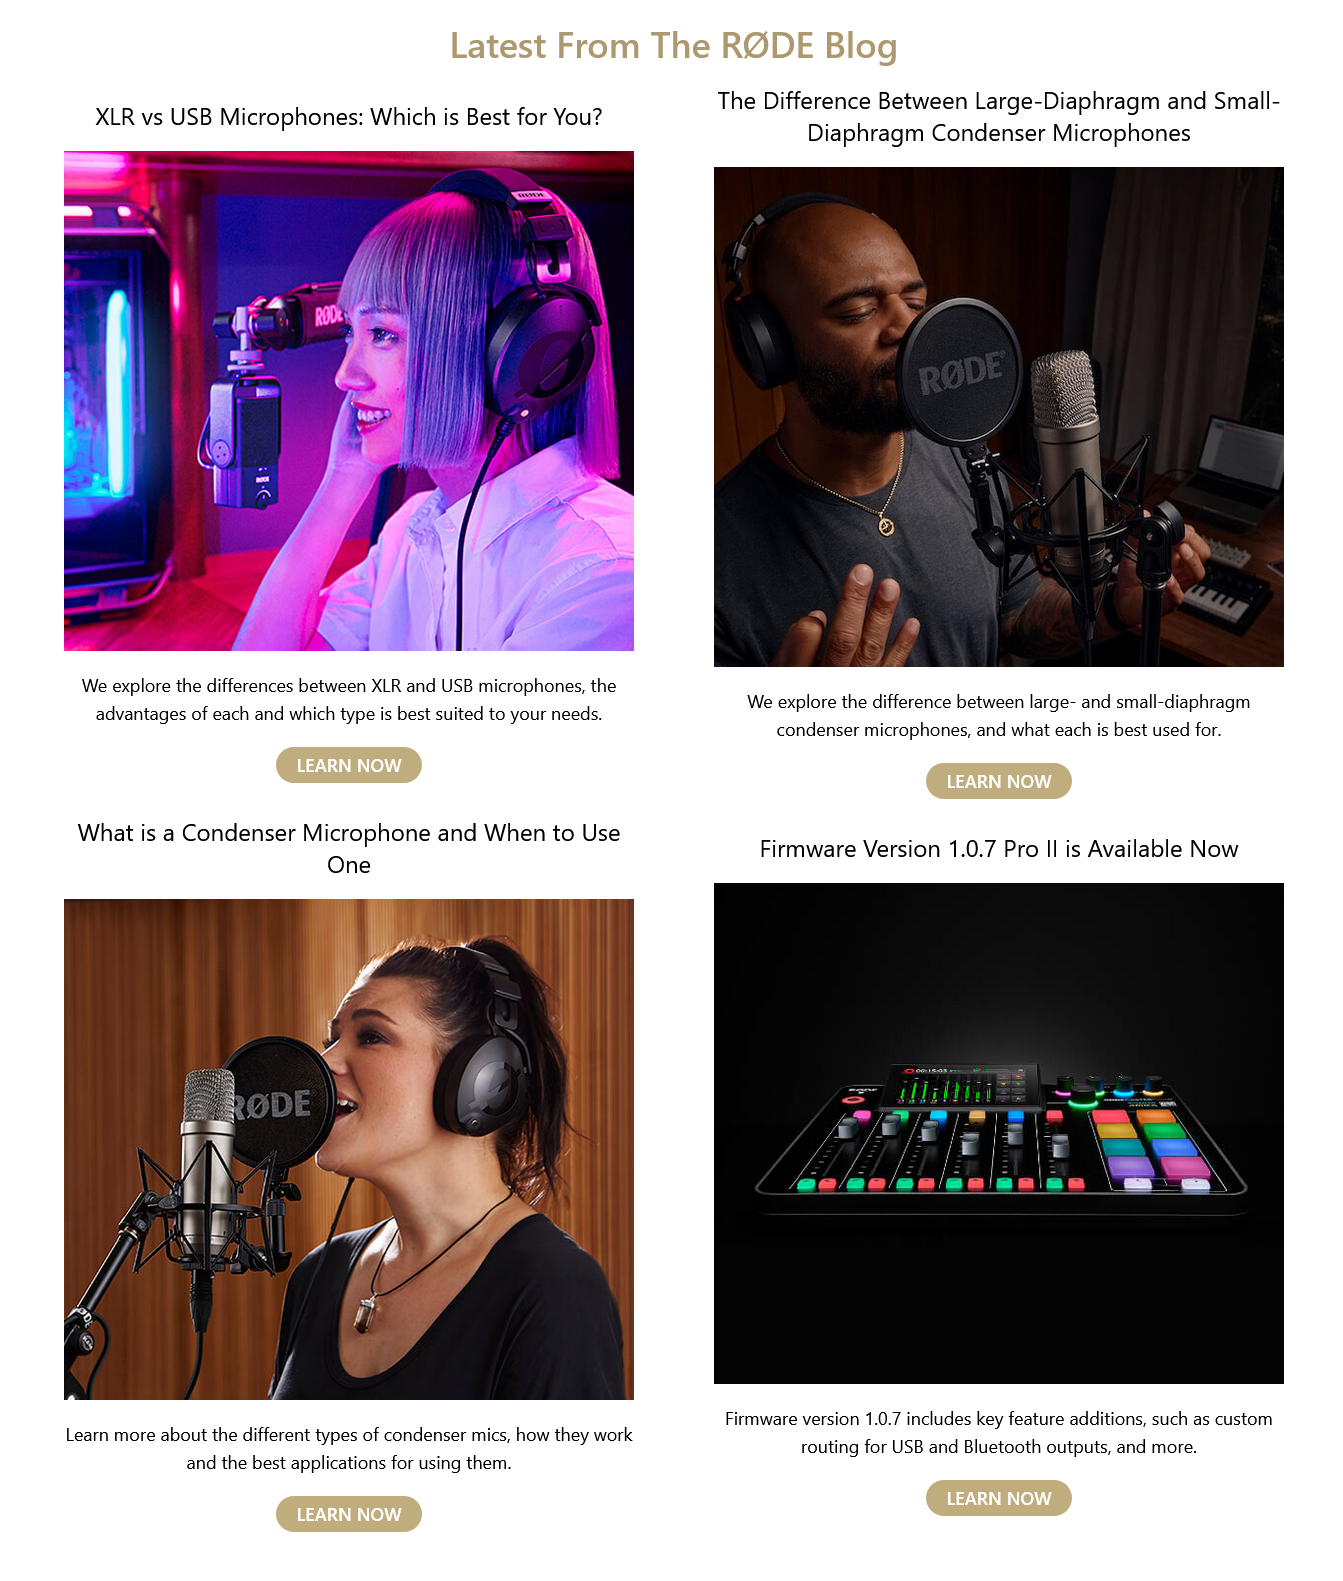 Latest From The RØDE Blog
XLR vs USB Microphones: Which is Best for You?
RØDE
RØDE
RØDE
We explore the differences between XLR and USB microphones, the
advantages of each and which type is best suited to your needs.
LEARN NOW
The Difference Between Large-Diaphragm and Small-
Diaphragm Condenser Microphones
RØDE
We explore the difference between large- and small-diaphragm
condenser microphones, and what each is best used for.
LEARN NOW
What is a Condenser Microphone and When to Use
One
RØDE
RØDE
Learn more about the different types of condenser mics, how they work
and the best applications for using them.
LEARN NOW
Firmware Version 1.0.7 Pro II is Available Now
00:15:03
RØDE
Firmware version 1.0.7 includes key feature additions, such as custom
routing for USB and Bluetooth outputs, and more.
LEARN NOW